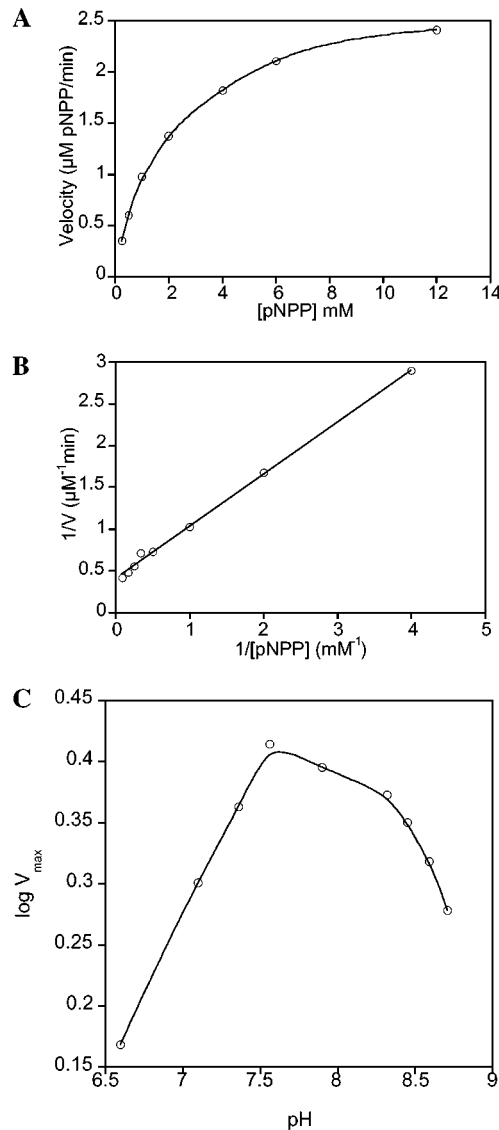 A
Velocity (µM pNPP/min)
3
2.5
2
1.5
1
0.5
0
0 2 4 6 8 10 12 14
[pNPP] mM
B
1/V (µM⁻¹min)
3
2.5
2
1.5
1
0.5
0
0 1 2 3 4 5
1/[pNPP] (mM⁻¹)
C
log Vmax
0.45
0.4
0.35
0.3
0.25
0.2
0.15
6.5 7 7.5 8 8.5 9
pH